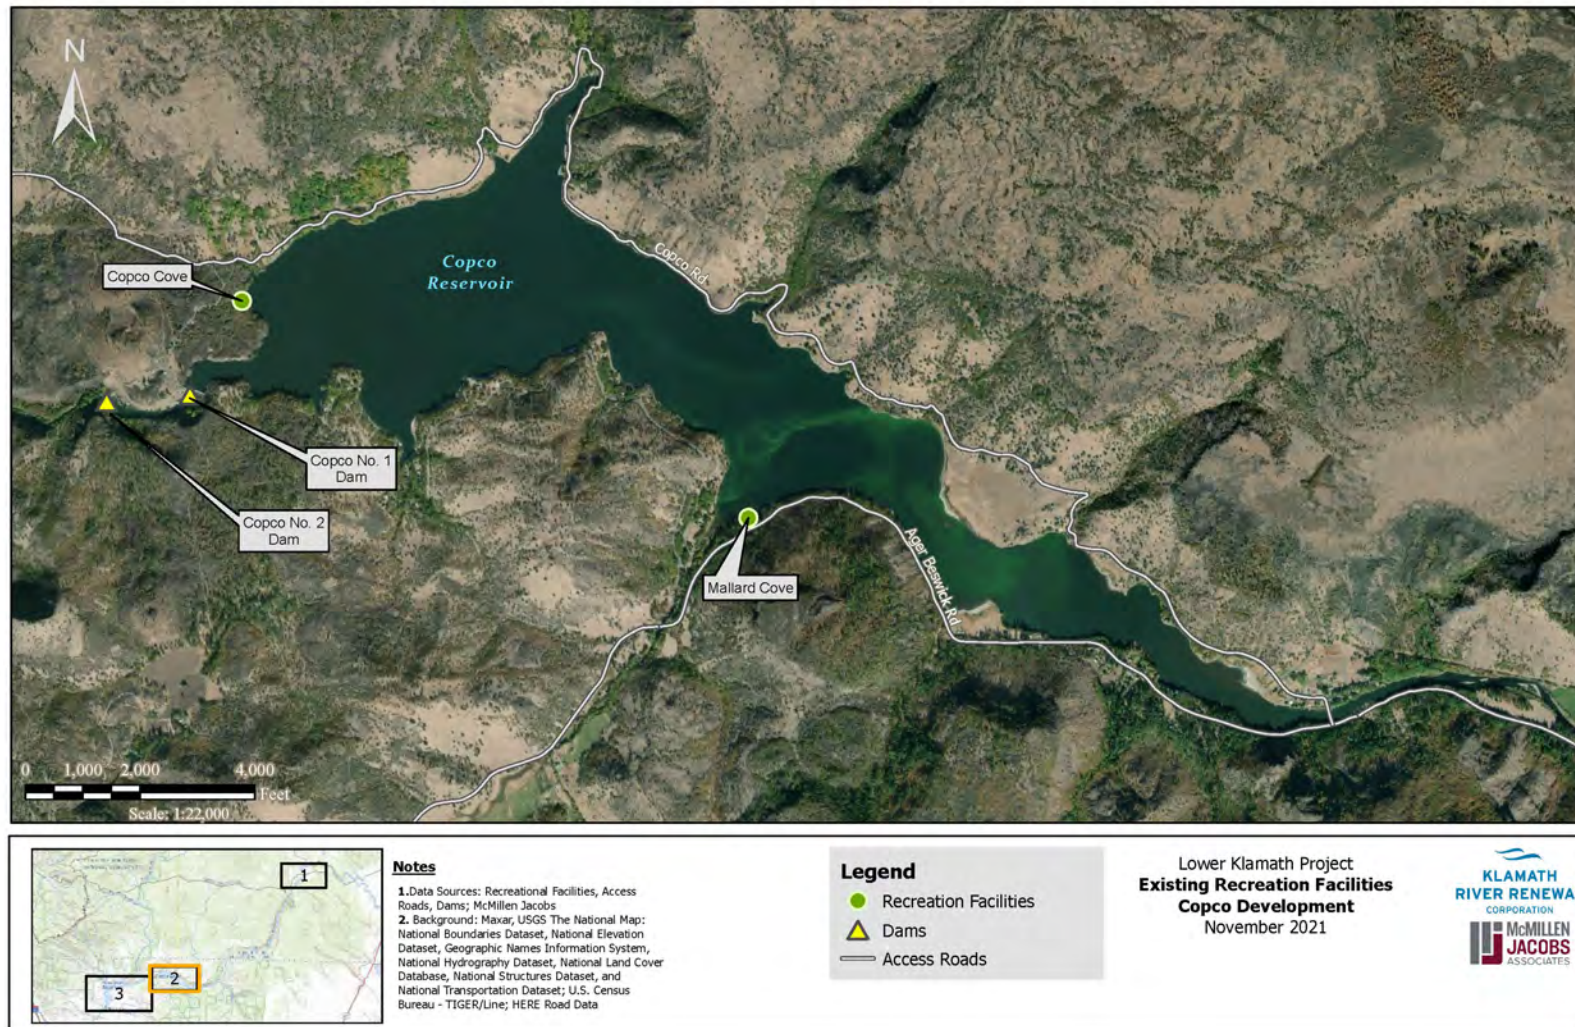 N
Copco Rd
Copco Cove
Copco
Reservoir
Copco No. 1
Dam
Copco No. 2
Dam
Ager Beswick Rd
Mallard Cove
0 1,000 2,000 4,000
Feet
Scale: 1:22,000
1
2
3
Notes
1.Data Sources: Recreational Facilities, Access
Roads, Dams; McMillen Jacobs
2. Background: Maxar, USGS The National Map:
National Boundaries Dataset, National Elevation
Dataset, Geographic Names Information System,
National Hydrography Dataset, National Land Cover
Database, National Structures Dataset, and
National Transportation Dataset; U.S. Census
Bureau - TIGER/Line; HERE Road Data
Legend
Recreation Facilities
Dams
Access Roads
Lower Klamath Project
Existing Recreation Facilities
Copco Development
November 2021
KLAMATH
RIVER RENEWA
CORPORATION
McMILLEN
JACOBS
ASSOCIATES